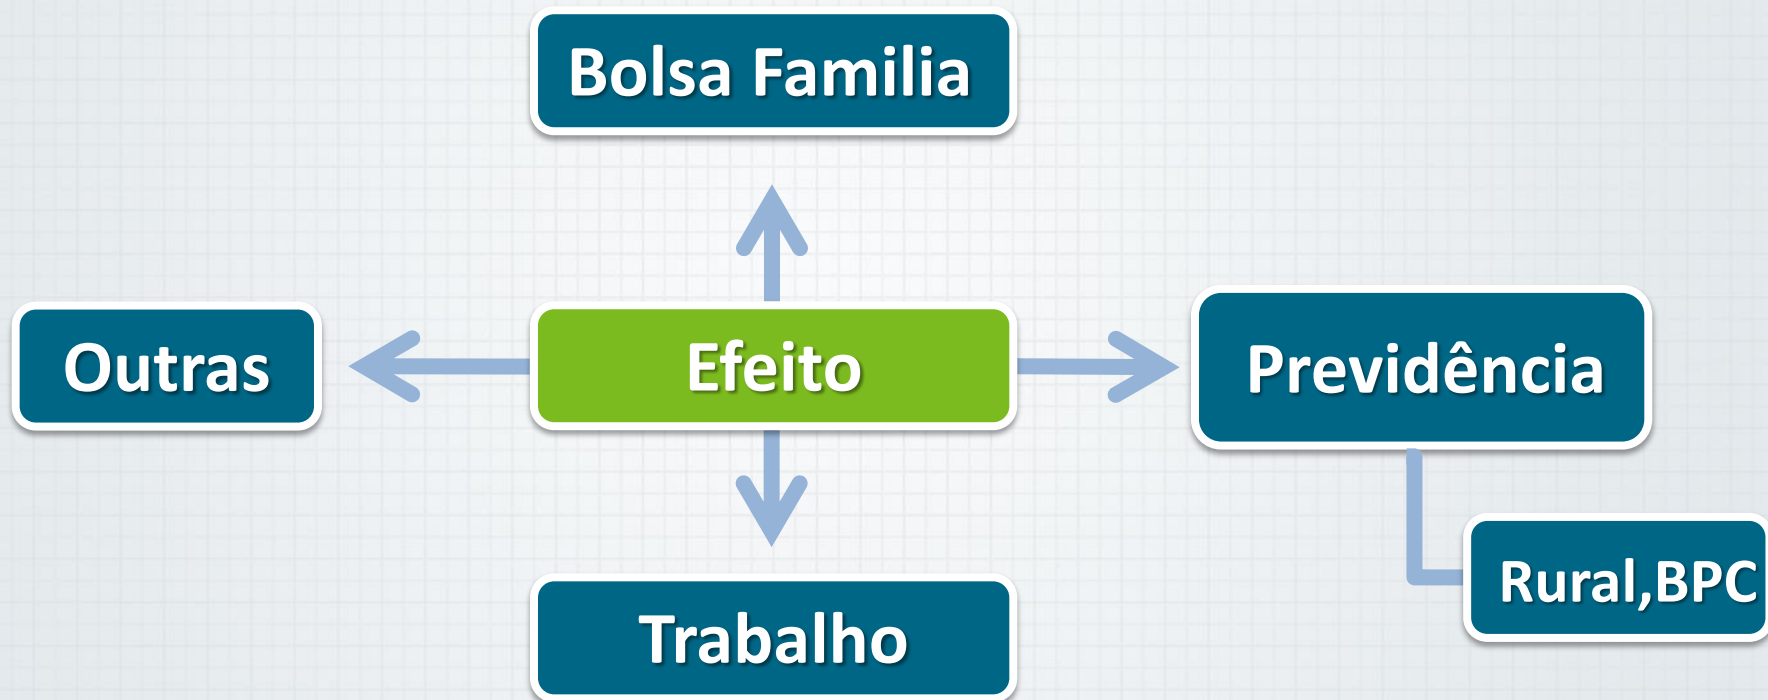 Bolsa Familia
Outras
Efeito
Previdência
Rural,BPC
Trabalho